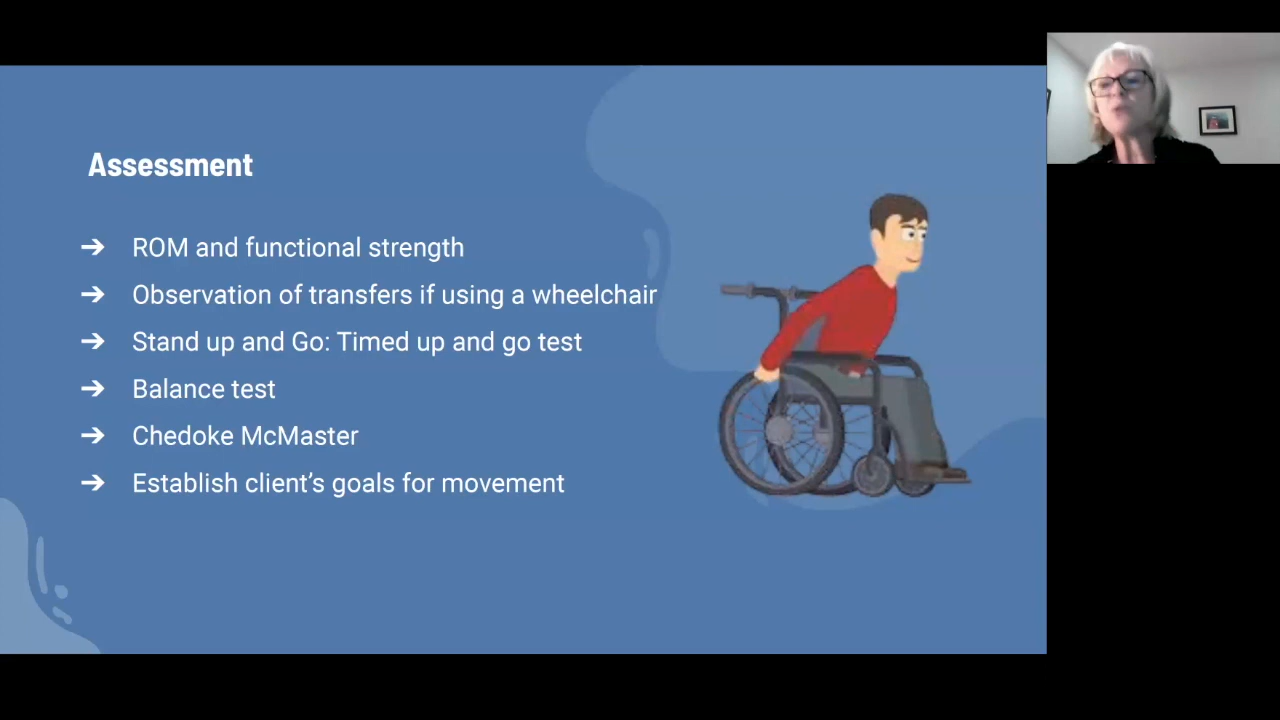 Assessment
➔ ROM and functional strength
➔ Observation of transfers if using a wheelchair
➔ Stand up and Go: Timed up and go test
➔ Balance test
➔ Chedoke McMaster
➔ Establish client’s goals for movement